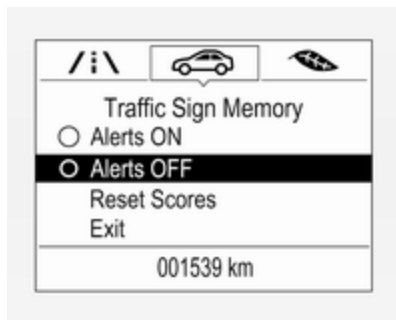 Traffic Sign Memory
Alerts ON
Alerts OFF
Reset Scores
Exit
001539 km